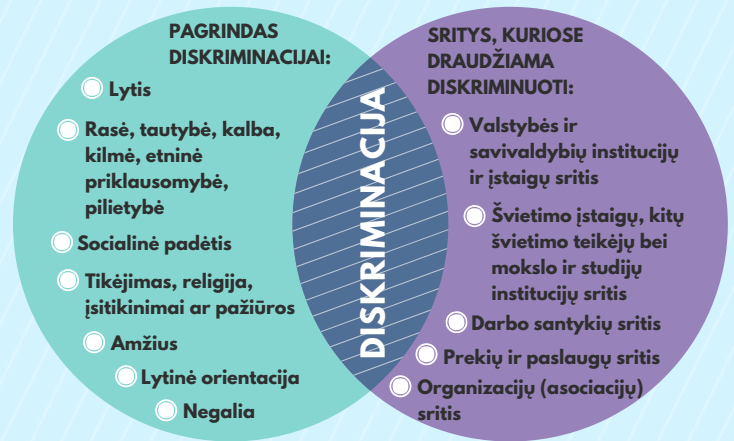 PAGRINDAS
DISKRIMINACIJAI:
Lytis
Rasė, tautybė, kalba,
kilmė, etninė
priklausomybė,
pilietybė
Socialinė padėtis
Tikėjimas, religija,
įsitikinimai ar pažiūros
Amžius
Lytinė orientacija
Negalia
DISKRIMINACIJA
SRITYS, KURIOSE
DRAUDŽIAMA
DISKRIMINUOTI:
Valstybės ir
savivaldybių institucijų
ir įstaigų sritis
Švietimo įstaigų, kitų
švietimo teikėjų bei
mokslo ir studijų
institucijų sritis
Darbo santykių sritis
Prekių ir paslaugų sritis
Organizacijų (asociacijų)
sritis